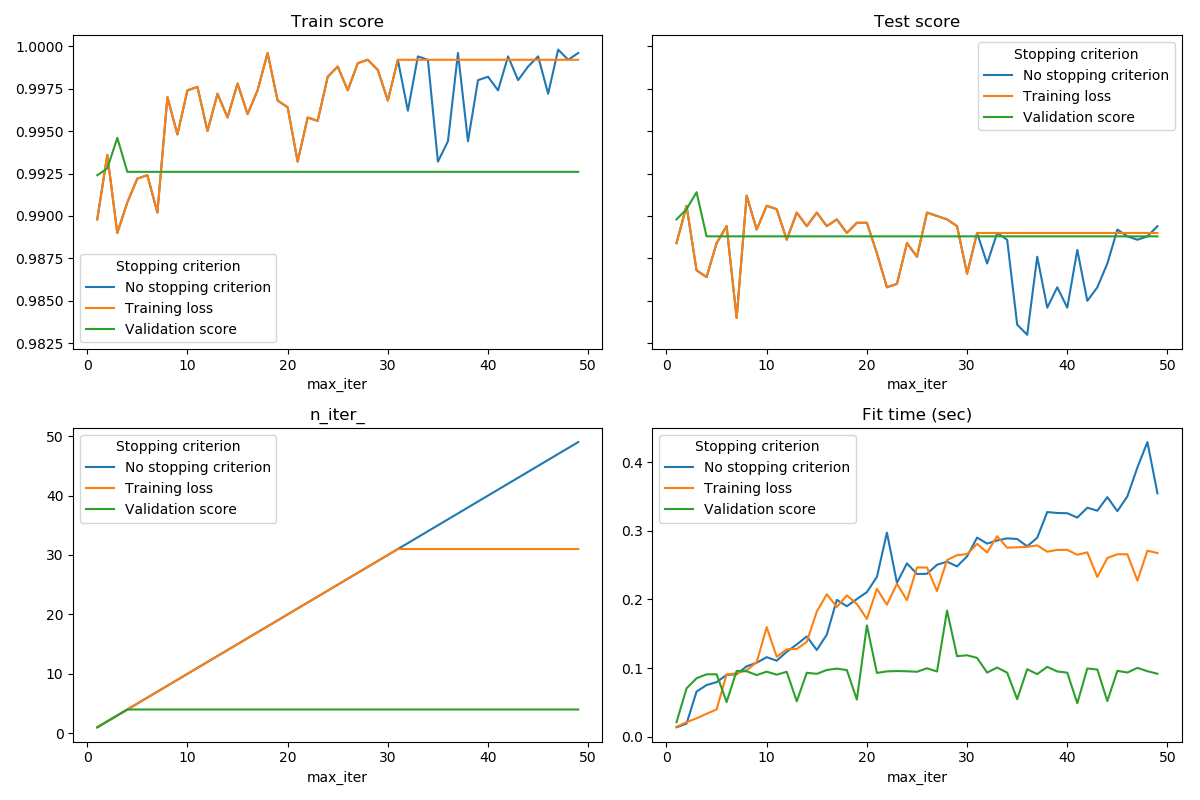 Train score
1.0000
0.9975
0.9950
0.9925
0.9900
0.9875
0.9850
0.9825
Stopping criterion
No stopping criterion
Training loss
Validation score
0 10 20 30 40 50
max_iter
Test score
Stopping criterion
No stopping criterion
Training loss
Validation score
0 10 20 30 40 50
max_iter
n_iter_
50
40
30
20
10
0
Stopping criterion
No stopping criterion
Training loss
Validation score
0 10 20 30 40 50
max_iter
Fit time (sec)
0.4
0.3
0.2
0.1
0.0
Stopping criterion
No stopping criterion
Training loss
Validation score
0 10 20 30 40 50
max_iter